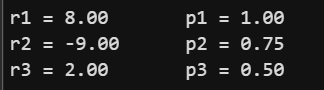 r1 = 8.00 p1 = 1.00
r2 = -9.00 p2 = 0.75
r3 = 2.00 p3 = 0.50